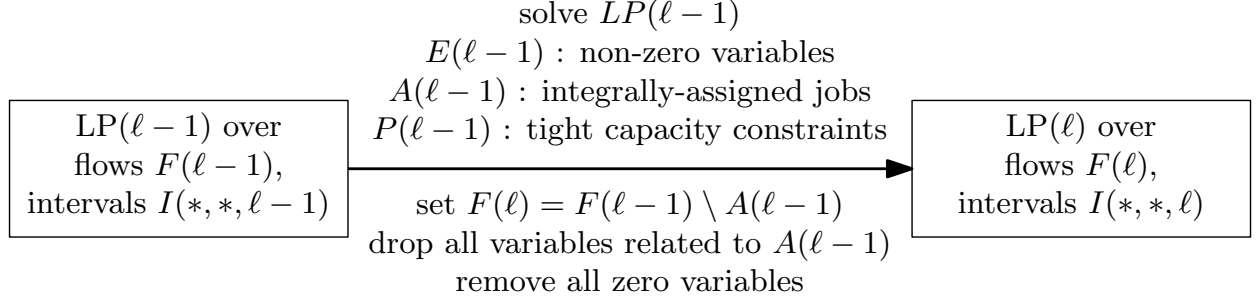 solve LP(ℓ − 1)
E(ℓ − 1) : non-zero variables
A(ℓ − 1) : integrally-assigned jobs
P(ℓ − 1) : tight capacity constraints
LP(ℓ − 1) over
flows F(ℓ − 1),
intervals I(∗, ∗, ℓ − 1)
set F(ℓ) = F(ℓ − 1) \ A(ℓ − 1)
drop all variables related to A(ℓ − 1)
remove all zero variables
LP(ℓ) over
flows F(ℓ),
intervals I(∗, ∗, ℓ)